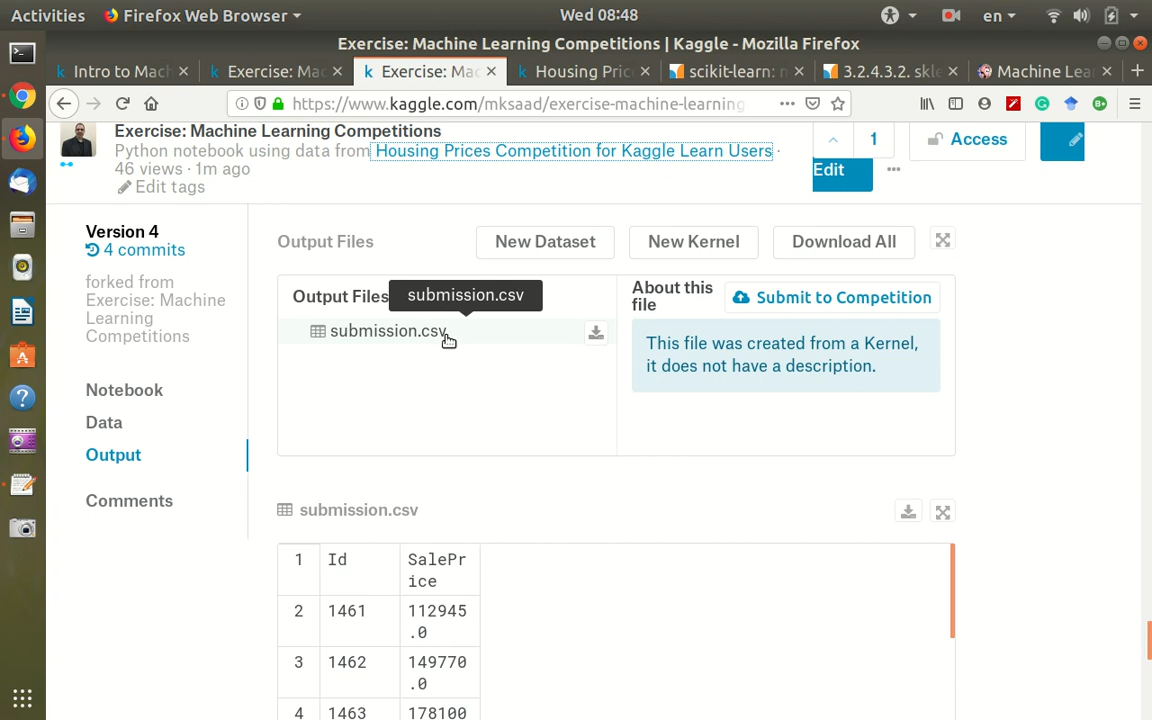 Activities Firefox Web Browser Wed 08:48 en
Exercise: Machine Learning Competitions | Kaggle - Mozilla Firefox
Intro to Mac Exercise: Ma Exercise: Mac Housing Pric scikit-learn: 3.2.4.3.2. skle Machine Lea
https://www.kaggle.com/mksaad/exercise-machine-learning
Exercise: Machine Learning Competitions
Python notebook using data from Housing Prices Competition for Kaggle Learn Users ·
46 views · 1m ago
Edit tags
1
Access
Edit
Version 4
4 commits
forked from
Exercise: Machine
Learning
Competitions
Notebook
Data
Output
Comments
Output Files New Dataset New Kernel Download All
Output Files
submission.csv
submission.csv
About this
file
Submit to Competition
This file was created from a Kernel,
it does not have a description.
submission.csv
1 Id SalePr
ice
2 1461 112945
.0
3 1462 149770
.0
4 1463 178100